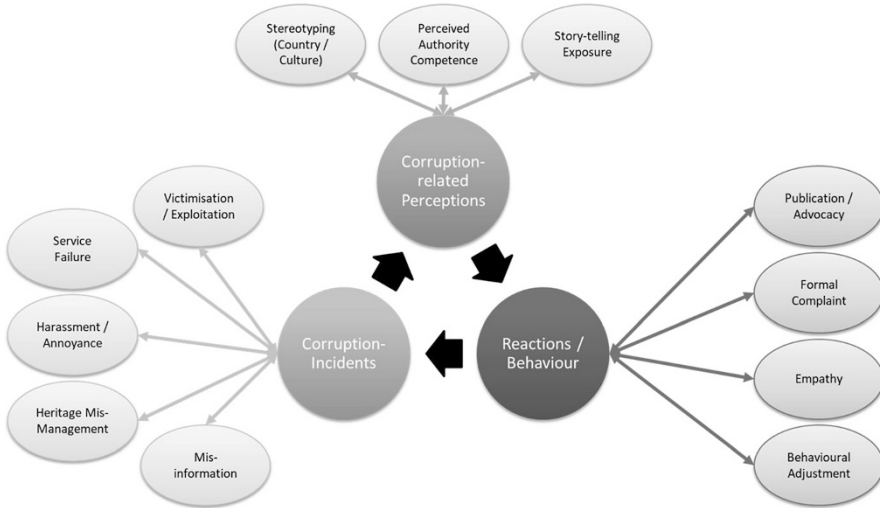 Stereotyping
(Country /
Culture)
Perceived
Authority
Competence
Story-telling
Exposure
Corruption-
related
Perceptions
Victimisation
/ Exploitation
Service
Failure
Harassment /
Annoyance
Heritage Mis-
Management
Mis-
information
Corruption-
Incidents
Reactions /
Behaviour
Publication /
Advocacy
Formal
Complaint
Empathy
Behavioural
Adjustment